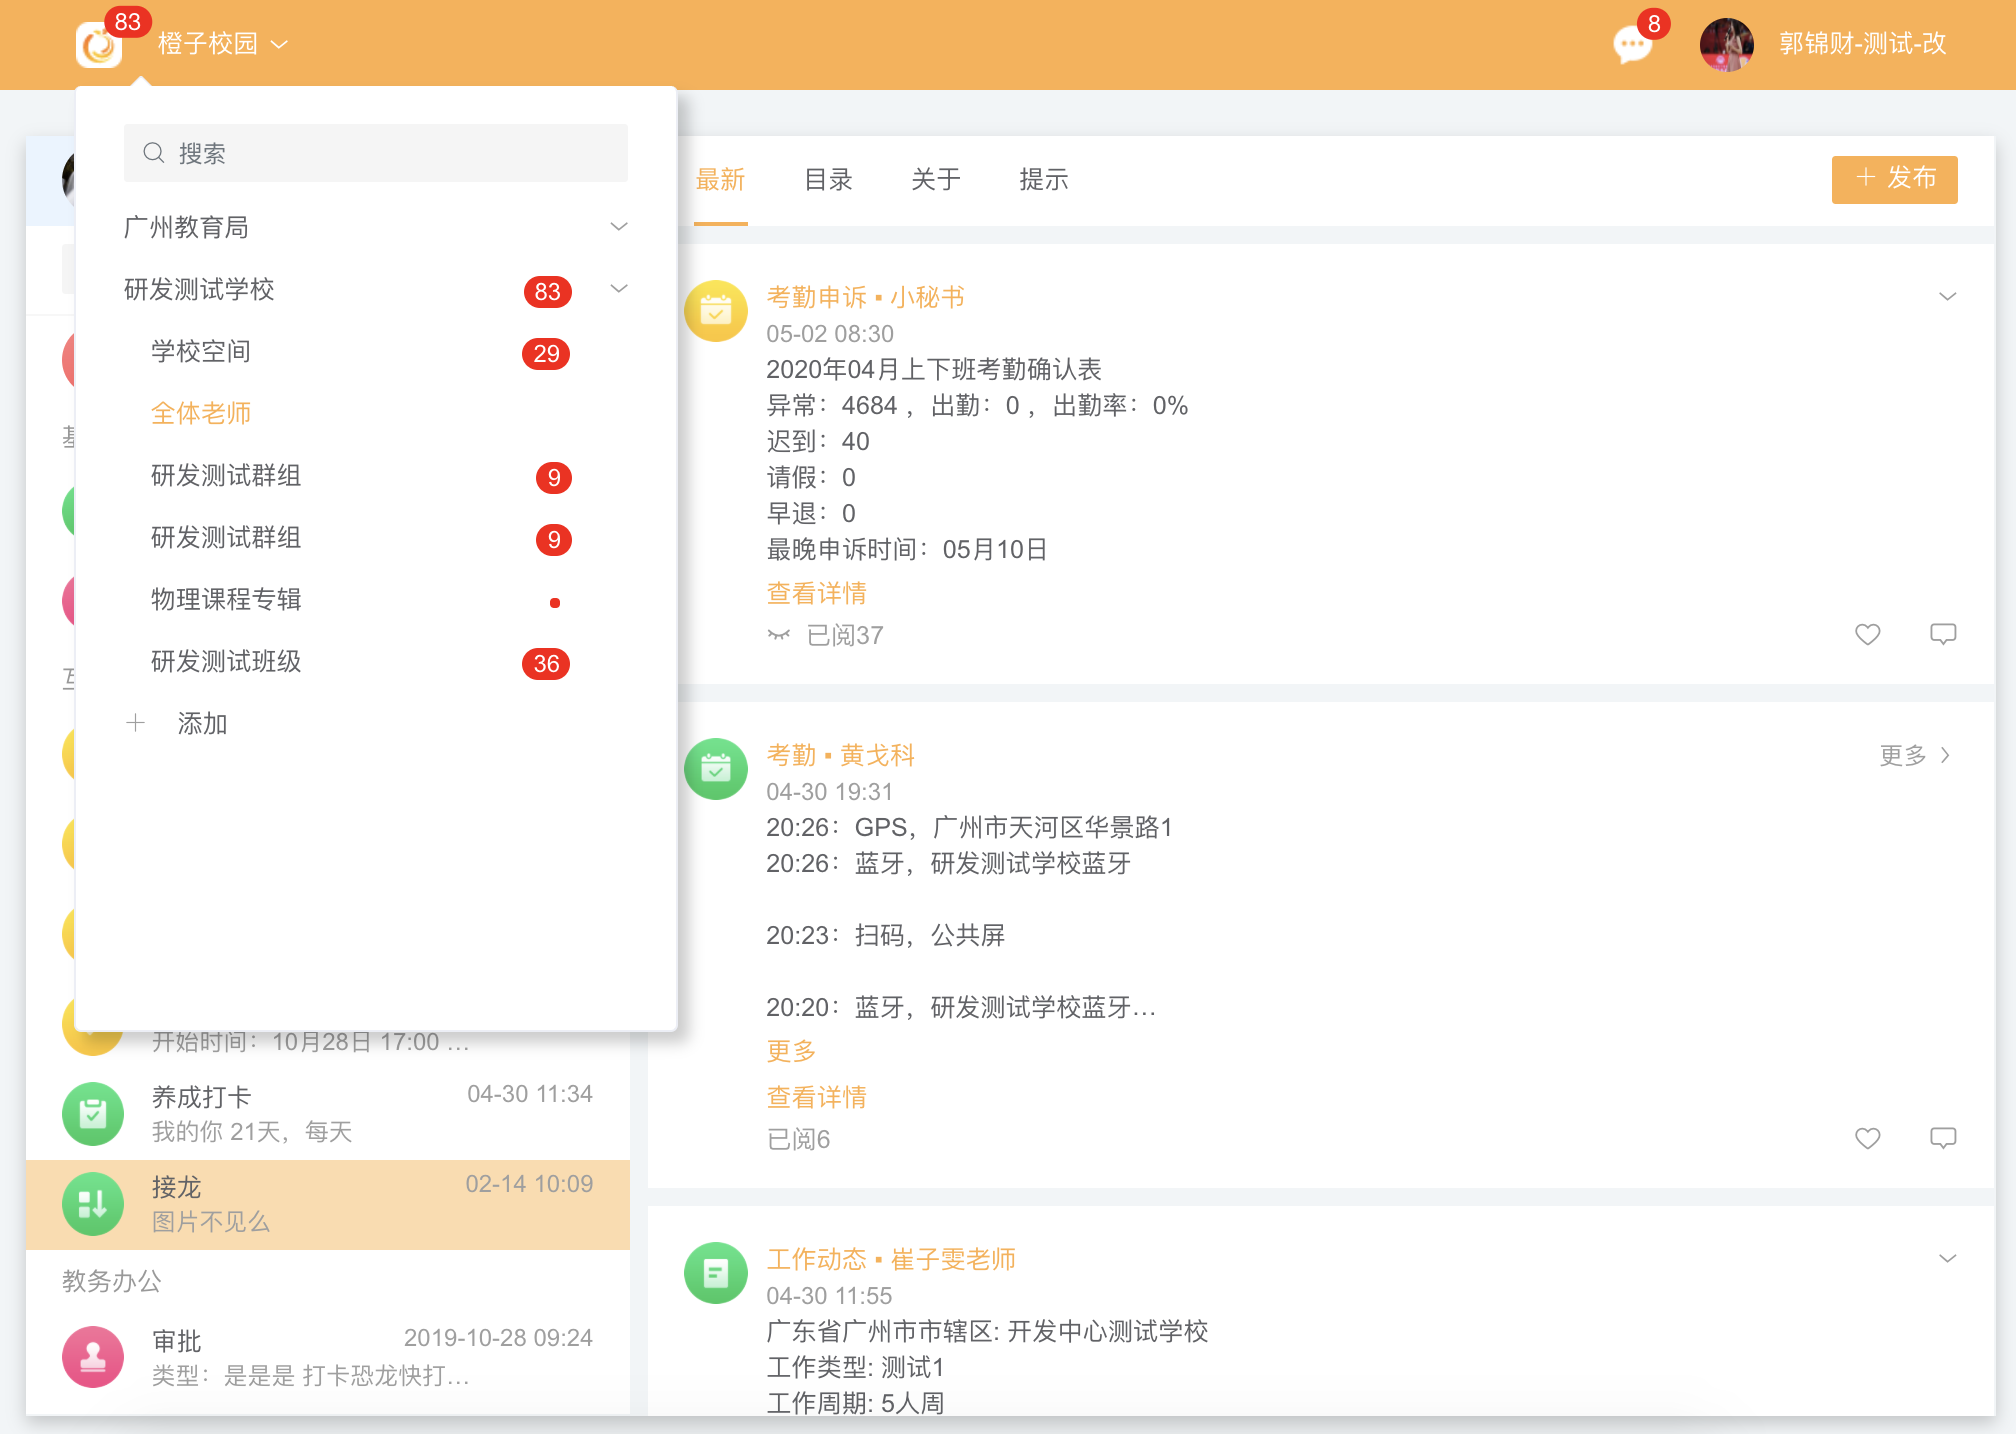 83
橙子校园
8
郭锦财-测试-改
搜索
广州教育局
研发测试学校 83
学校空间 29
全体老师
研发测试群组 9
研发测试群组 9
物理课程专辑
研发测试班级 36
添加
开始时间：10月28日 17:00 …
养成打卡 04-30 11:34
我的你 21天，每天
接龙 02-14 10:09
图片不见么
教务办公
审批 2019-10-28 09:24
类型：是是是 打卡恐龙快打…
最新 目录 关于 提示
发布
考勤申诉▪小秘书
05-02 08:30
2020年04月上下班考勤确认表
异常：4684 ，出勤：0 ，出勤率：0%
迟到：40
请假：0
早退：0
最晚申诉时间：05月10日
查看详情
已阅37
考勤▪黄戈科
更多
04-30 19:31
20:26：GPS，广州市天河区华景路1
20:26：蓝牙，研发测试学校蓝牙
20:23：扫码，公共屏
20:20：蓝牙，研发测试学校蓝牙…
更多
查看详情
已阅6
工作动态▪崔子雯老师
04-30 11:55
广东省广州市市辖区: 开发中心测试学校
工作类型: 测试1
工作周期: 5人周